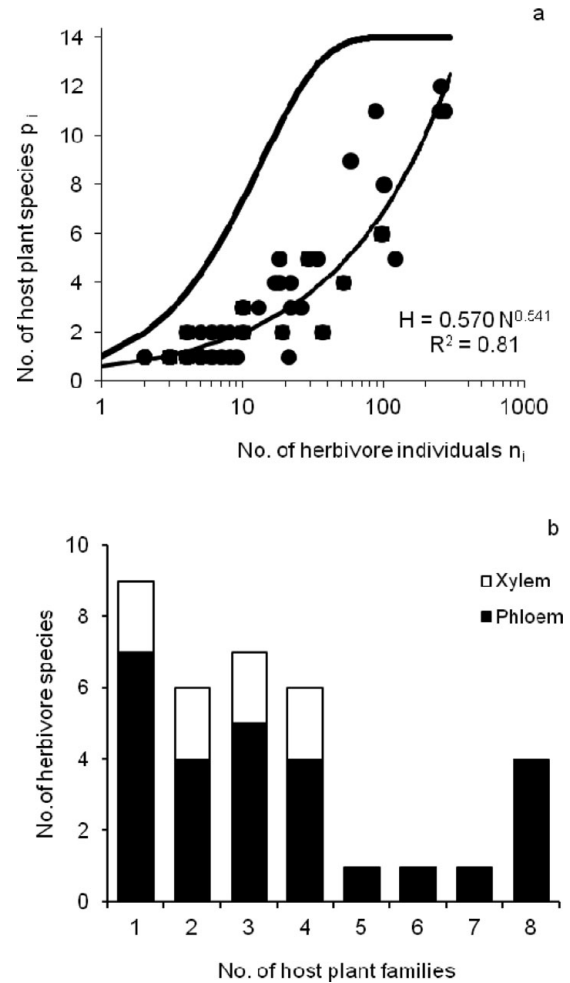 a
14
12
10
8
6
4
2
0
No. of host plant species pᵢ
H = 0.570 N^0.541
R² = 0.81
1 10 100 1000
No. of herbivore individuals nᵢ
b
10
8
6
4
2
0
No.of herbivore species
Xylem
Phloem
1 2 3 4 5 6 7 8
No. of host plant families